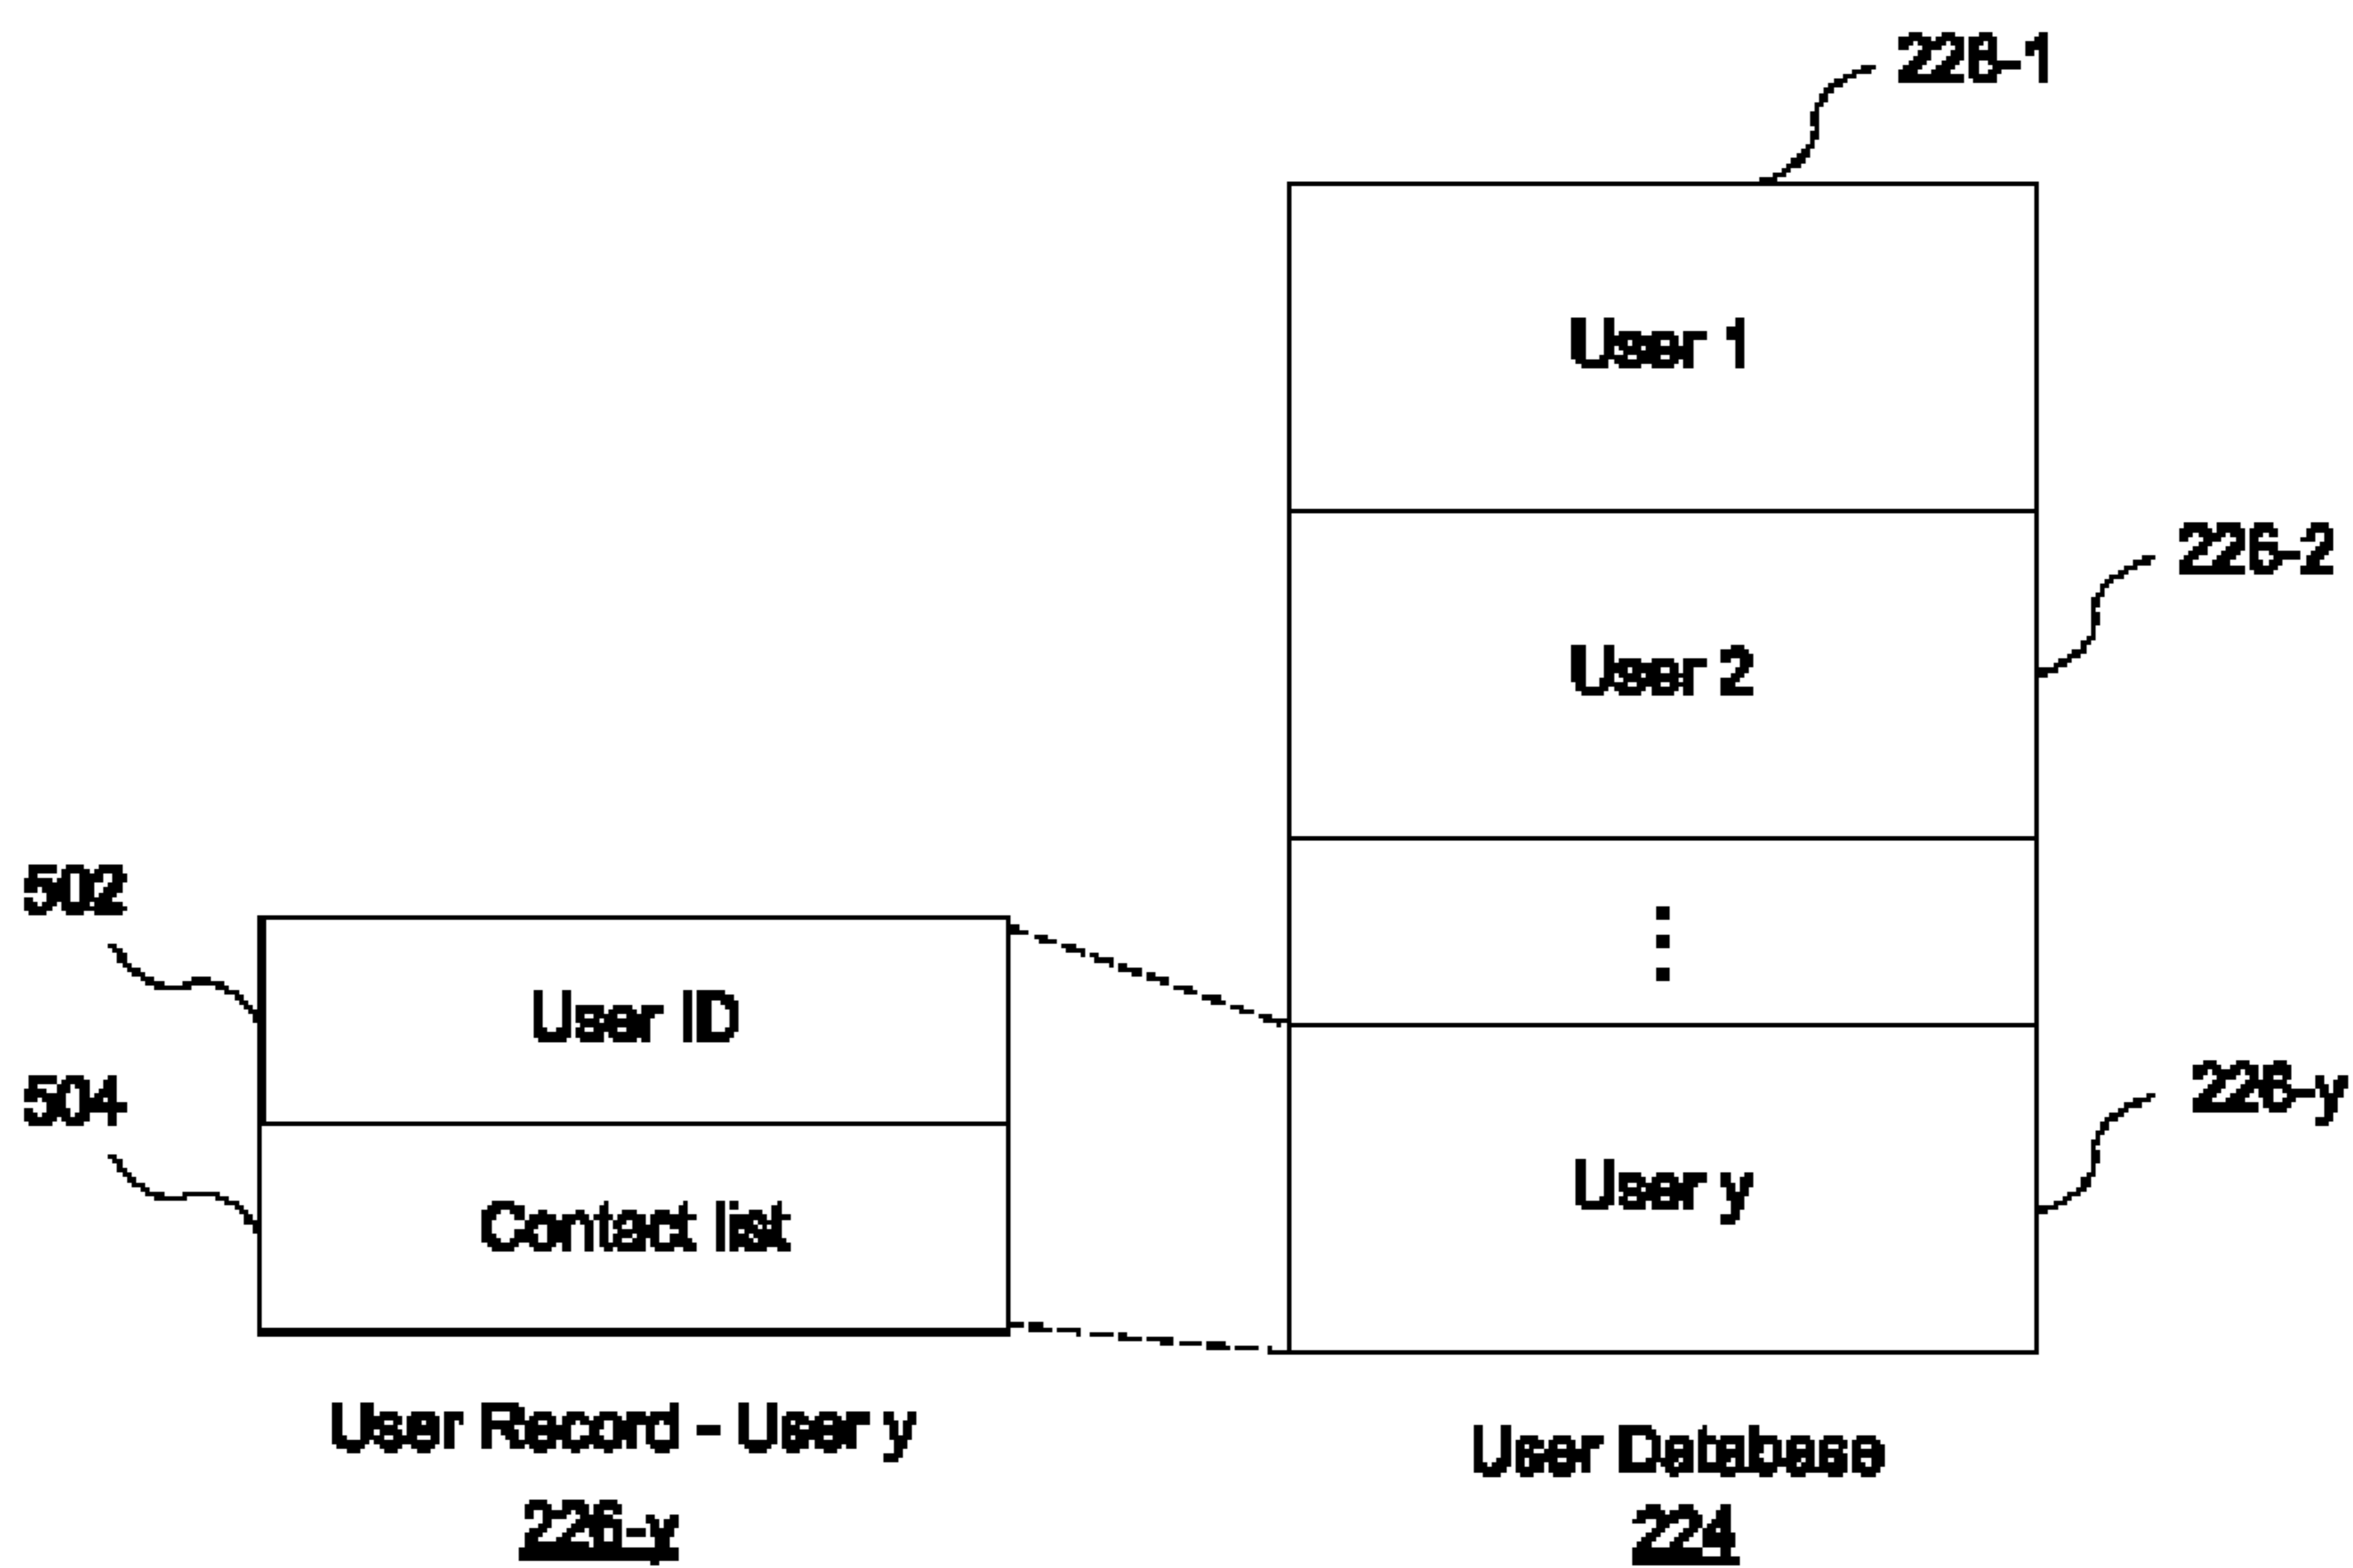 226-1
User 1
226-2
User 2
502
User ID
504
226-y
User y
Contact list
User Record - User y
226-y
User Database
224